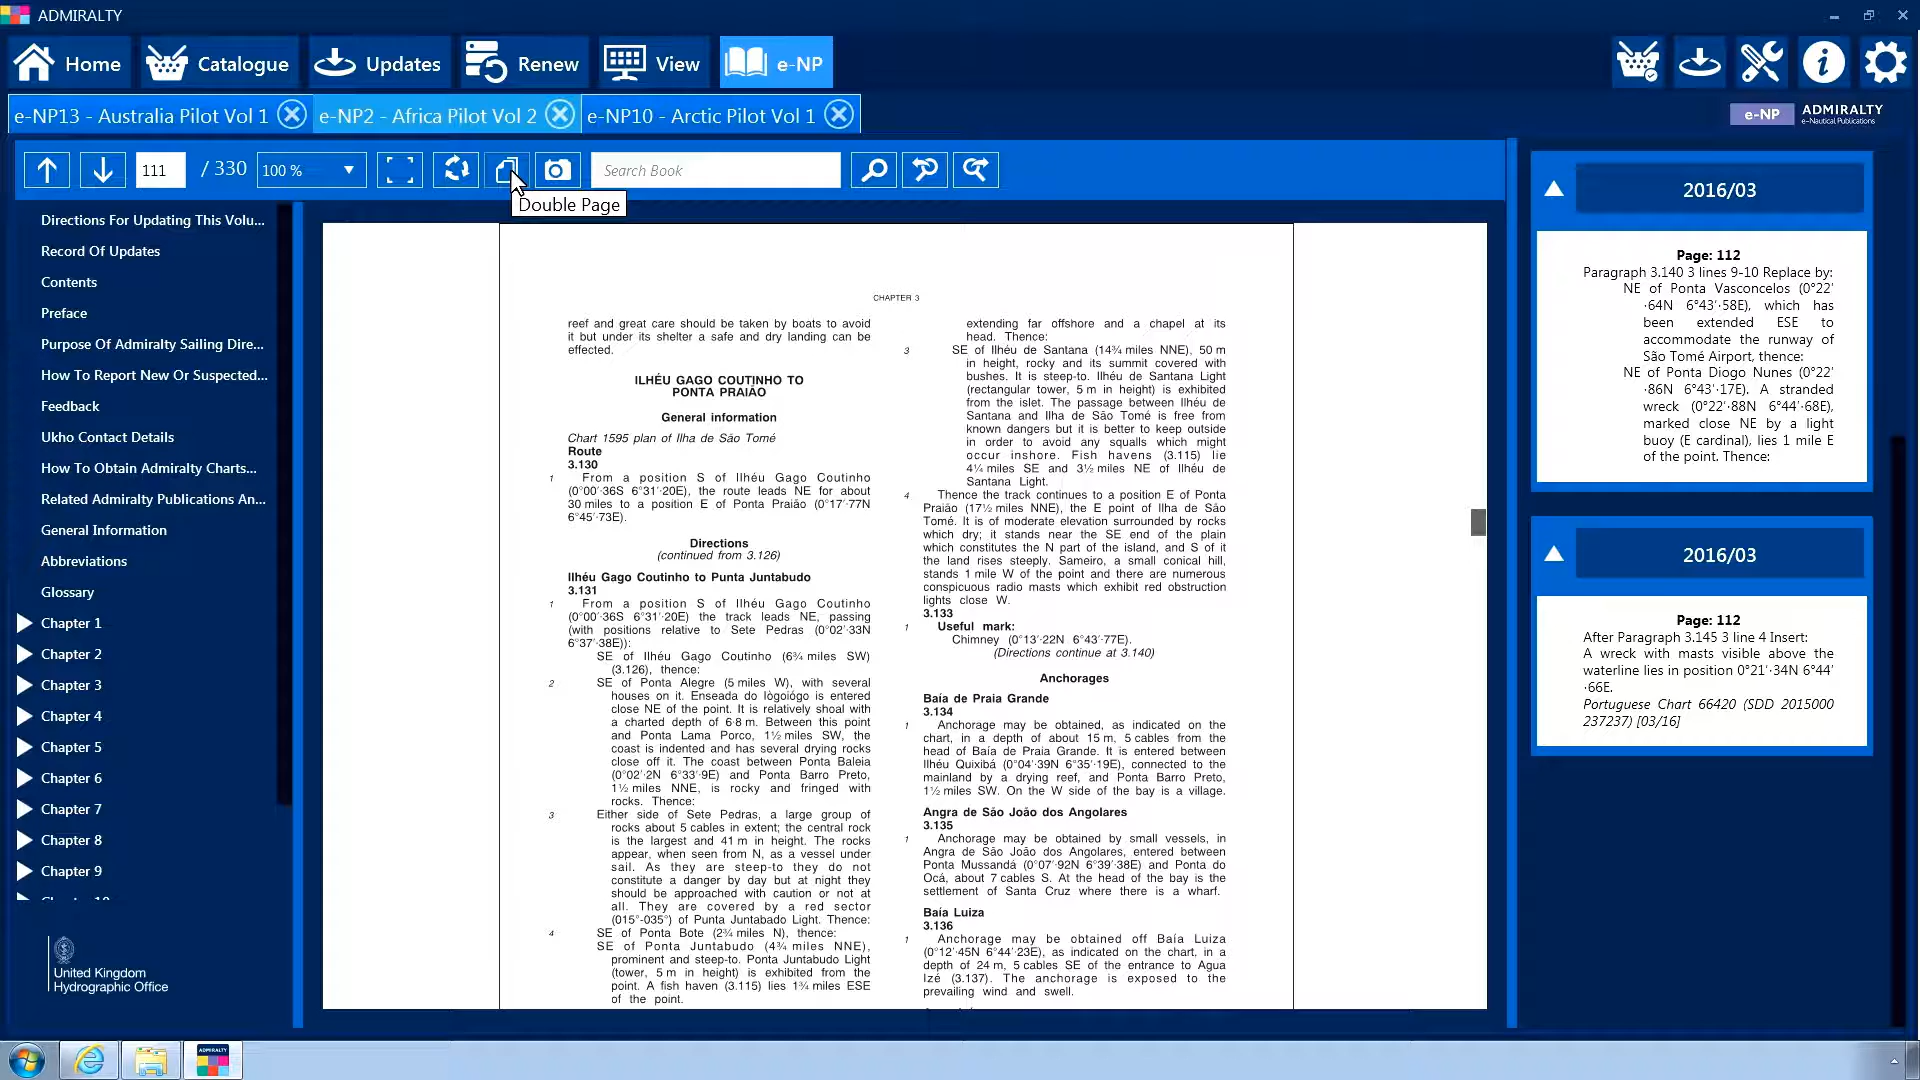 ADMIRALTY
Home
Catalogue
Updates
Renew
View
e-NP
e-NP13 - Australia Pilot Vol 1
e-NP2 - Africa Pilot Vol 2
e-NP10 - Arctic Pilot Vol 1
e-NP
ADMIRALTY
e-Nautical Publications
111
/ 330
100 %
Search Book
Double Page
Directions For Updating This Volu...
Record Of Updates
Contents
Preface
Purpose Of Admiralty Sailing Dire...
How To Report New Or Suspected...
Feedback
Ukho Contact Details
How To Obtain Admiralty Charts...
Related Admiralty Publications An...
General Information
Abbreviations
Glossary
Chapter 1
Chapter 2
Chapter 3
Chapter 4
Chapter 5
Chapter 6
Chapter 7
Chapter 8
Chapter 9
United Kingdom
Hydrographic Office
CHAPTER 3
reef and great care should be taken by boats to avoid
it but under its shelter a safe and dry landing can be
effected.
ILHÉU GAGO COUTINHO TO
PONTA PRAIÃO
General information
Chart 1595 plan of Ilha de São Tomé
Route
3.130
1 From a position S of Ilhéu Gago Coutinho
(0°00′·36S 6°31′·20E), the route leads NE for about
30 miles to a position E of Ponta Praião (0°17′·77N
6°45′·73E).
Directions
(continued from 3.126)
Ilhéu Gago Coutinho to Punta Juntabudo
3.131
1 From a position S of Ilhéu Gago Coutinho
(0°00′·36S 6°31′·20E) the track leads NE, passing
(with positions relative to Sete Pedras (0°02′·33N
6°37′·38E)):
SE of Ilhéu Gago Coutinho (6¾ miles SW)
(3.126), thence:
2 SE of Ponta Alegre (5 miles W), with several
houses on it. Enseada do Iògoiógo is entered
close NE of the point. It is relatively shoal with
a charted depth of 6·8 m. Between this point
and Ponta Lama Porco, 1½ miles SW, the
coast is indented and has several drying rocks
close off it. The coast between Ponta Baleia
(0°02′·2N 6°33′·9E) and Ponta Barro Preto,
1½ miles NNE, is rocky and fringed with
rocks. Thence:
3 Either side of Sete Pedras, a large group of
rocks about 5 cables in extent; the central rock
is the largest and 41 m in height. The rocks
appear, when seen from N, as a vessel under
sail. As they are steep-to they do not
constitute a danger by day but at night they
should be approached with caution or not at
all. They are covered by a red sector
(015°-035°) of Punta Juntabado Light. Thence:
4 SE of Ponta Bote (2¾ miles N), thence:
SE of Ponta Juntabudo (4¾ miles NNE),
prominent and steep-to. Ponta Juntabudo Light
(tower, 5 m in height) is exhibited from the
point. A fish haven (3.115) lies 1¾ miles ESE
of the point.
extending far offshore and a chapel at its
head. Thence:
3 SE of Ilhéu de Santana (14¾ miles NNE), 50 m
in height, rocky and its summit covered with
bushes. It is steep-to. Ilhéu de Santana Light
(rectangular tower, 5 m in height) is exhibited
from the islet. The passage between Ilhéu de
Santana and Ilha de São Tomé is free from
known dangers but it is better to keep outside
in order to avoid any squalls which might
occur inshore. Fish havens (3.115) lie
4¼ miles SE and 3½ miles NE of Ilhéu de
Santana Light.
4 Thence the track continues to a position E of Ponta
Praião (17½ miles NNE), the E point of Ilha de São
Tomé. It is of moderate elevation surrounded by rocks
which dry; it stands near the SE end of the plain
which constitutes the N part of the island, and S of it
the land rises steeply. Sameiro, a small conical hill,
stands 1 mile W of the point and there are numerous
conspicuous radio masts which exhibit red obstruction
lights close W.
3.133
1 Useful mark:
Chimney (0°13′·22N 6°43′·77E).
(Directions continue at 3.140)
Anchorages
Baía de Praia Grande
3.134
1 Anchorage may be obtained, as indicated on the
chart, in a depth of about 15 m, 5 cables from the
head of Baía de Praia Grande. It is entered between
Ilhéu Quixibá (0°04′·39N 6°35′·19E), connected to the
mainland by a drying reef, and Ponta Barro Preto,
1½ miles SW. On the W side of the bay is a village.
Angra de São João dos Angolares
3.135
1 Anchorage may be obtained by small vessels, in
Angra de São João dos Angolares, entered between
Ponta Mussandá (0°07′·92N 6°39′·38E) and Ponta do
Ocá, about 7 cables S. At the head of the bay is the
settlement of Santa Cruz where there is a wharf.
Baía Luiza
3.136
1 Anchorage may be obtained off Baía Luiza
(0°12′·45N 6°44′·23E), as indicated on the chart, in a
depth of 24 m, 5 cables SE of the entrance to Agua
Izé (3.137). The anchorage is exposed to the
prevailing wind and swell.
2016/03
Page: 112
Paragraph 3.140 3 lines 9-10 Replace by:
NE of Ponta Vasconcelos (0°22′
·64N 6°43′·58E), which has
been extended ESE to
accommodate the runway of
São Tomé Airport, thence:
NE of Ponta Diogo Nunes (0°22′
·86N 6°43′·17E). A stranded
wreck (0°22′·88N 6°44′·68E),
marked close NE by a light
buoy (E cardinal), lies 1 mile E
of the point. Thence:
2016/03
Page: 112
After Paragraph 3.145 3 line 4 Insert:
A wreck with masts visible above the
waterline lies in position 0°21′·34N 6°44′
·66E.
Portuguese Chart 66420 (SDD 2015000
237237) [03/16]
ADMIRALTY